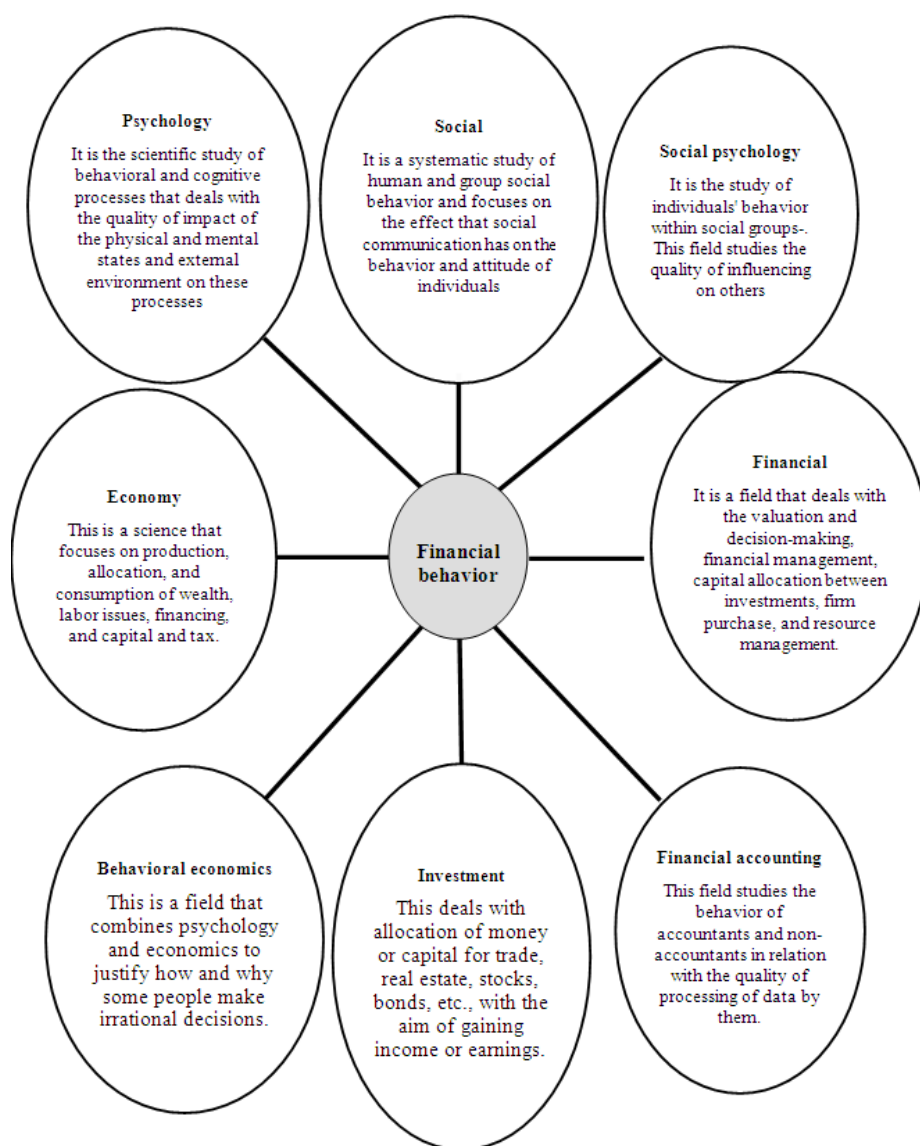 Psychology
It is the scientific study of
behavioral and cognitive
processes that deals with
the quality of impact of
the physical and mental
states and external
environment on these
processes
Social
It is a systematic study of
human and group social
behavior and focuses on
the effect that social
communication has on the
behavior and attitude of
individuals
Social psychology
It is the study of
individuals' behavior
within social groups-.
This field studies the
quality of influencing
on others
Economy
This is a science that
focuses on production,
allocation, and
consumption of wealth,
labor issues, financing,
and capital and tax.
Financial
behavior
Financial
It is a field that deals with
the valuation and
decision-making,
financial management,
capital allocation between
investments, firm
purchase, and resource
management.
Behavioral economics
This is a field that
combines psychology
and economics to
justify how and why
some people make
irrational decisions.
Investment
This deals with
allocation of money
or capital for trade,
real estate, stocks,
bonds, etc., with the
aim of gaining
income or earnings.
Financial accounting
This field studies the
behavior of
accountants and non-
accountants in relation
with the quality of
processing of data by
them.